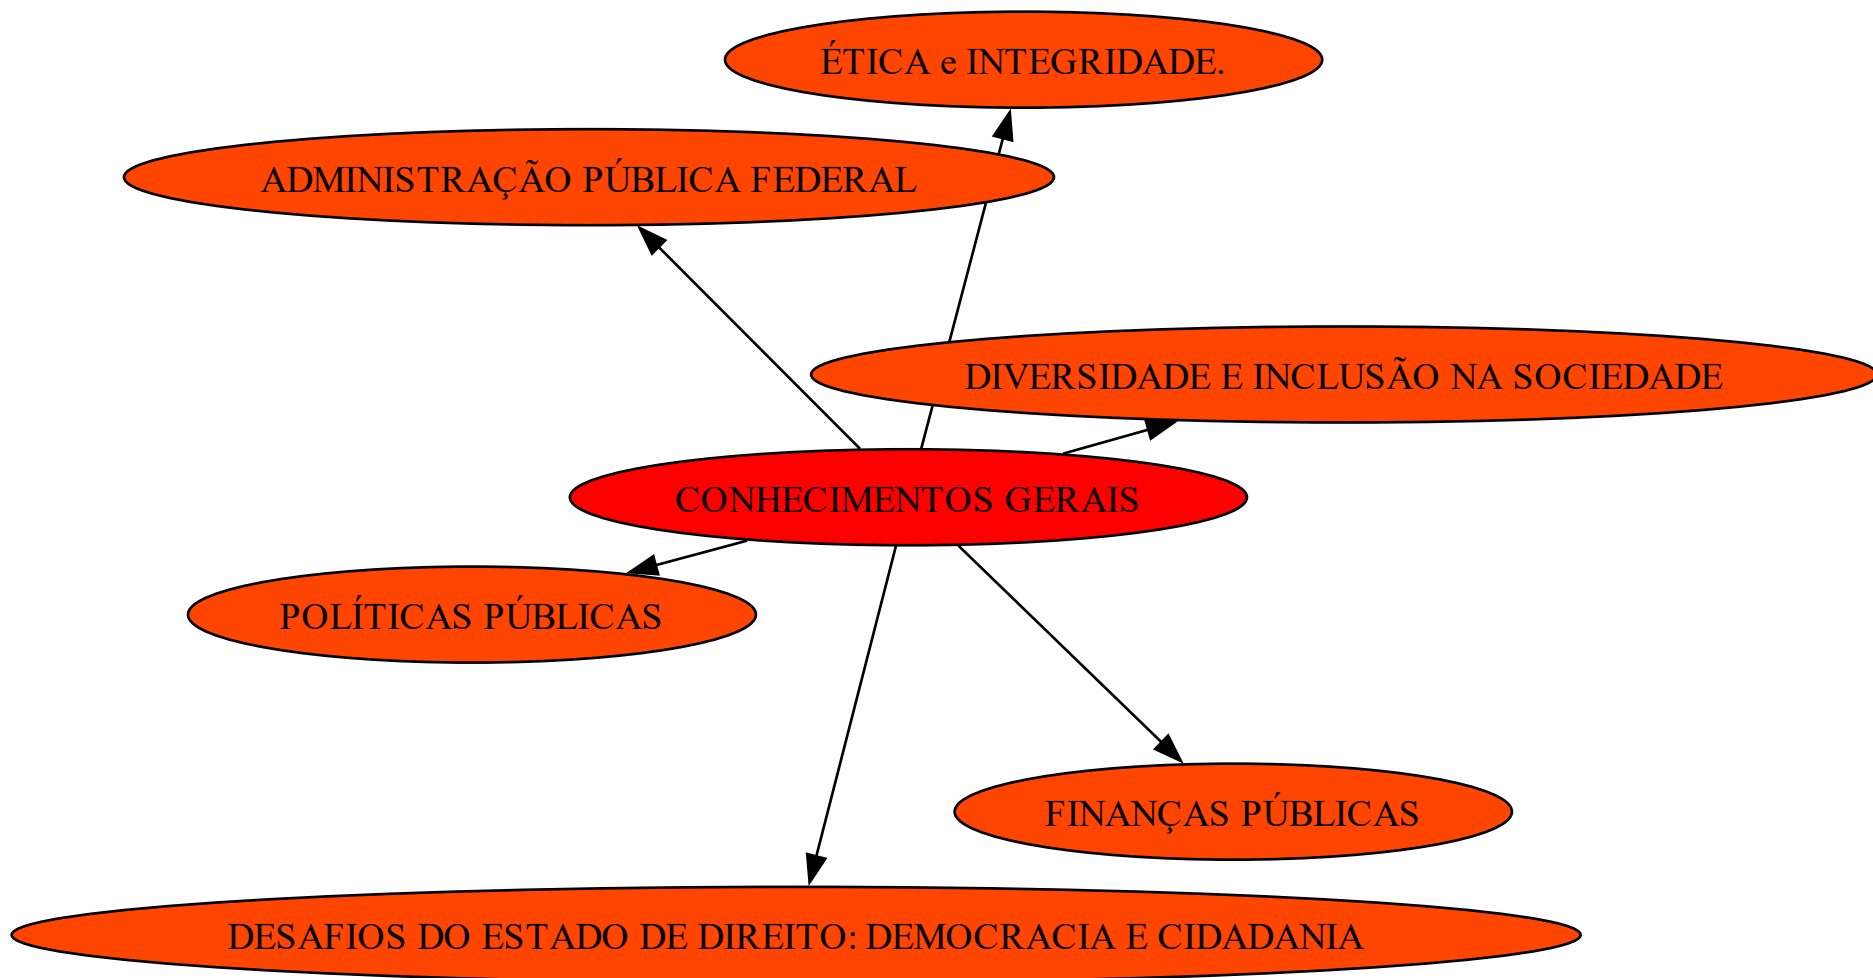 ÉTICA e INTEGRIDADE.
ADMINISTRAÇÃO PÚBLICA FEDERAL
DIVERSIDADE E INCLUSÃO NA SOCIEDADE
CONHECIMENTOS GERAIS
POLÍTICAS PÚBLICAS
FINANÇAS PÚBLICAS
DESAFIOS DO ESTADO DE DIREITO: DEMOCRACIA E CIDADANIA